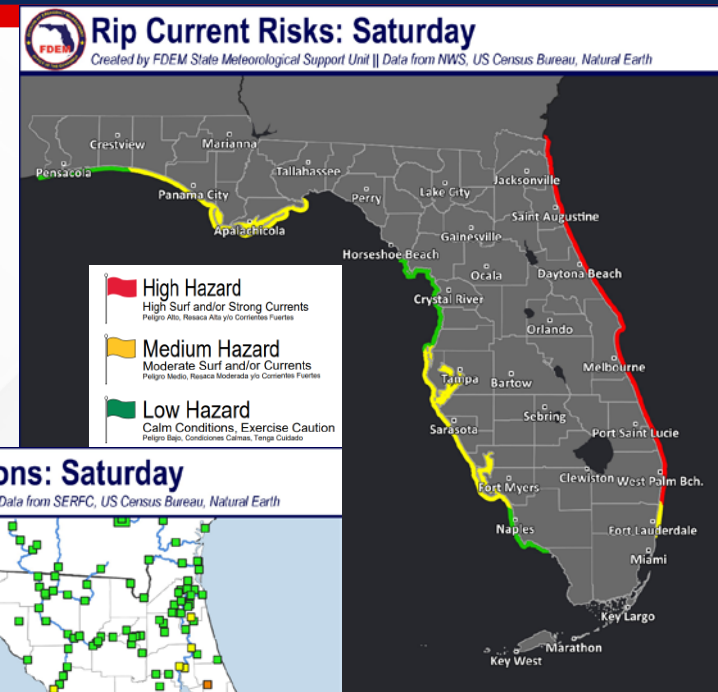 Rip Current Risks: Saturday
Created by FDEM State Meteorological Support Unit || Data from NWS, US Census Bureau, Natural Earth
FDEM
Crestview
Marianna
Pensacola
Tallahassee
Panama City
Perry
Lake City
Jacksonville
Apalachicola
Saint Augustine
Gainesville
Horseshoe Beach
Ocala
Daytona Beach
Crystal River
Orlando
Melbourne
Tampa
Bartow
Sebring
Sarasota
Port Saint Lucie
Fort Myers
Clewiston
West Palm Bch.
Naples
Fort Lauderdale
Miami
Key Largo
Marathon
Key West
High Hazard
High Surf and/or Strong Currents
Peligro Alto, Resaca Alta y/o Corrientes Fuertes
Medium Hazard
Moderate Surf and/or Currents
Peligro Medio, Resaca Moderada y/o Corrientes Fuertes
Low Hazard
Calm Conditions, Exercise Caution
Peligro Bajo, Condiciones Calmas, Tenga Cuidado
ons: Saturday
Data from SERFC, US Census Bureau, Natural Earth